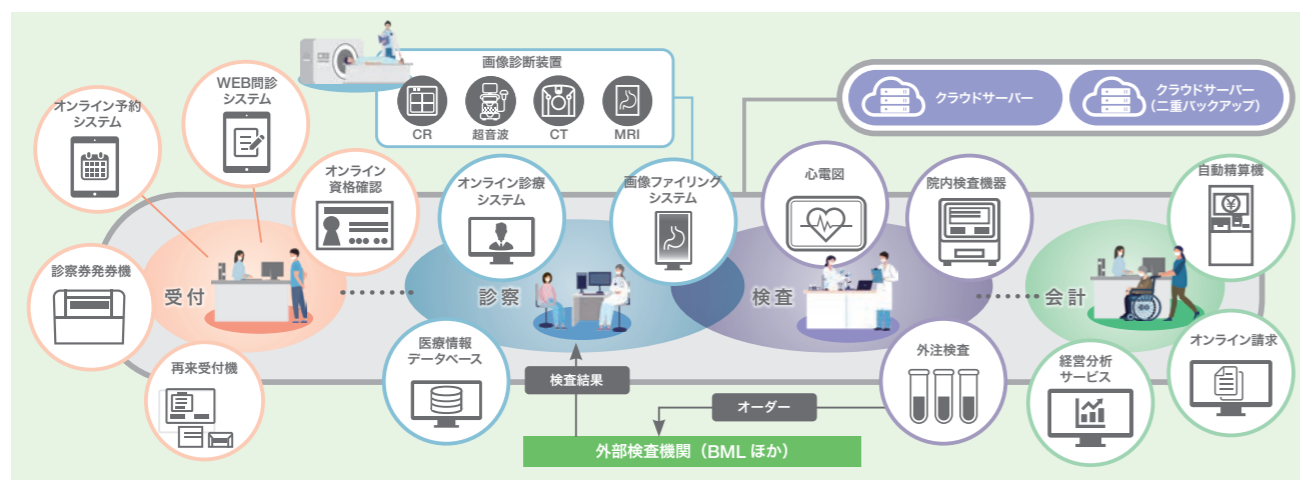 画像診断装置
CR
超音波
CT
MRI
クラウドサーバー
クラウドサーバー
(二重バックアップ)
オンライン予約
システム
WEB問診
システム
オンライン
資格確認
診察券発券機
再来受付機
受付
オンライン診療
システム
画像ファイリング
システム
医療情報
データベース
診察
心電図
院内検査機器
検査
外注検査
自動精算機
会計
経営分析
サービス
オンライン請求
検査結果
オーダー
外部検査機関(BMLほか)